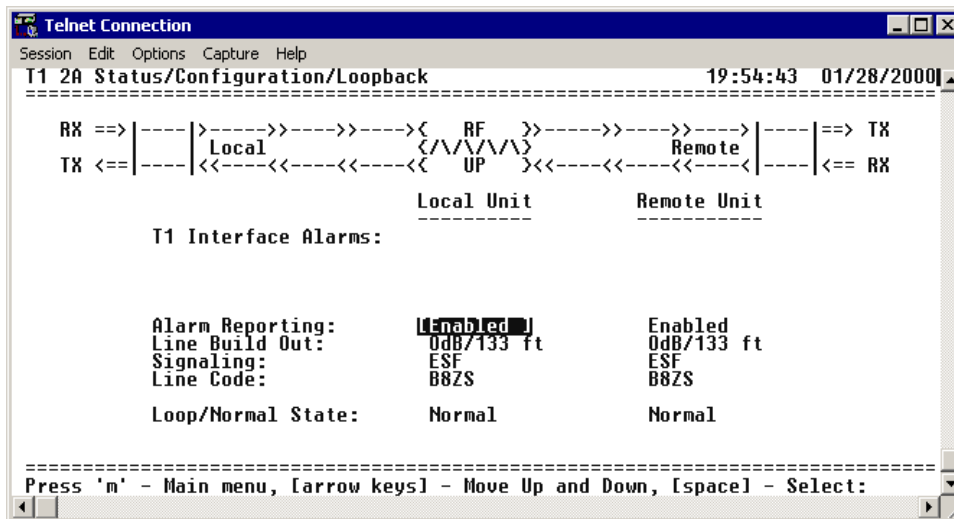 Telnet Connection
Session Edit Options Capture Help
T1 2A Status/Configuration/Loopback 19:54:43 01/28/2000
================================================================================
RX ==>|----|>----->>---->>---->{ RF }>----->>---->>---->|----|==> TX
Local {/\/\/\/\} Remote
TX <==|----|<<----<<----<<----<{ UP }<<----<<----<<----<|----|<== RX
Local Unit Remote Unit
---------- -----------
T1 Interface Alarms:
Alarm Reporting: [Enabled ] Enabled
Line Build Out: 0dB/133 ft 0dB/133 ft
Signaling: ESF ESF
Line Code: B8ZS B8ZS
Loop/Normal State: Normal Normal
================================================================================
Press 'm' - Main menu, [arrow keys] - Move Up and Down, [space] - Select: